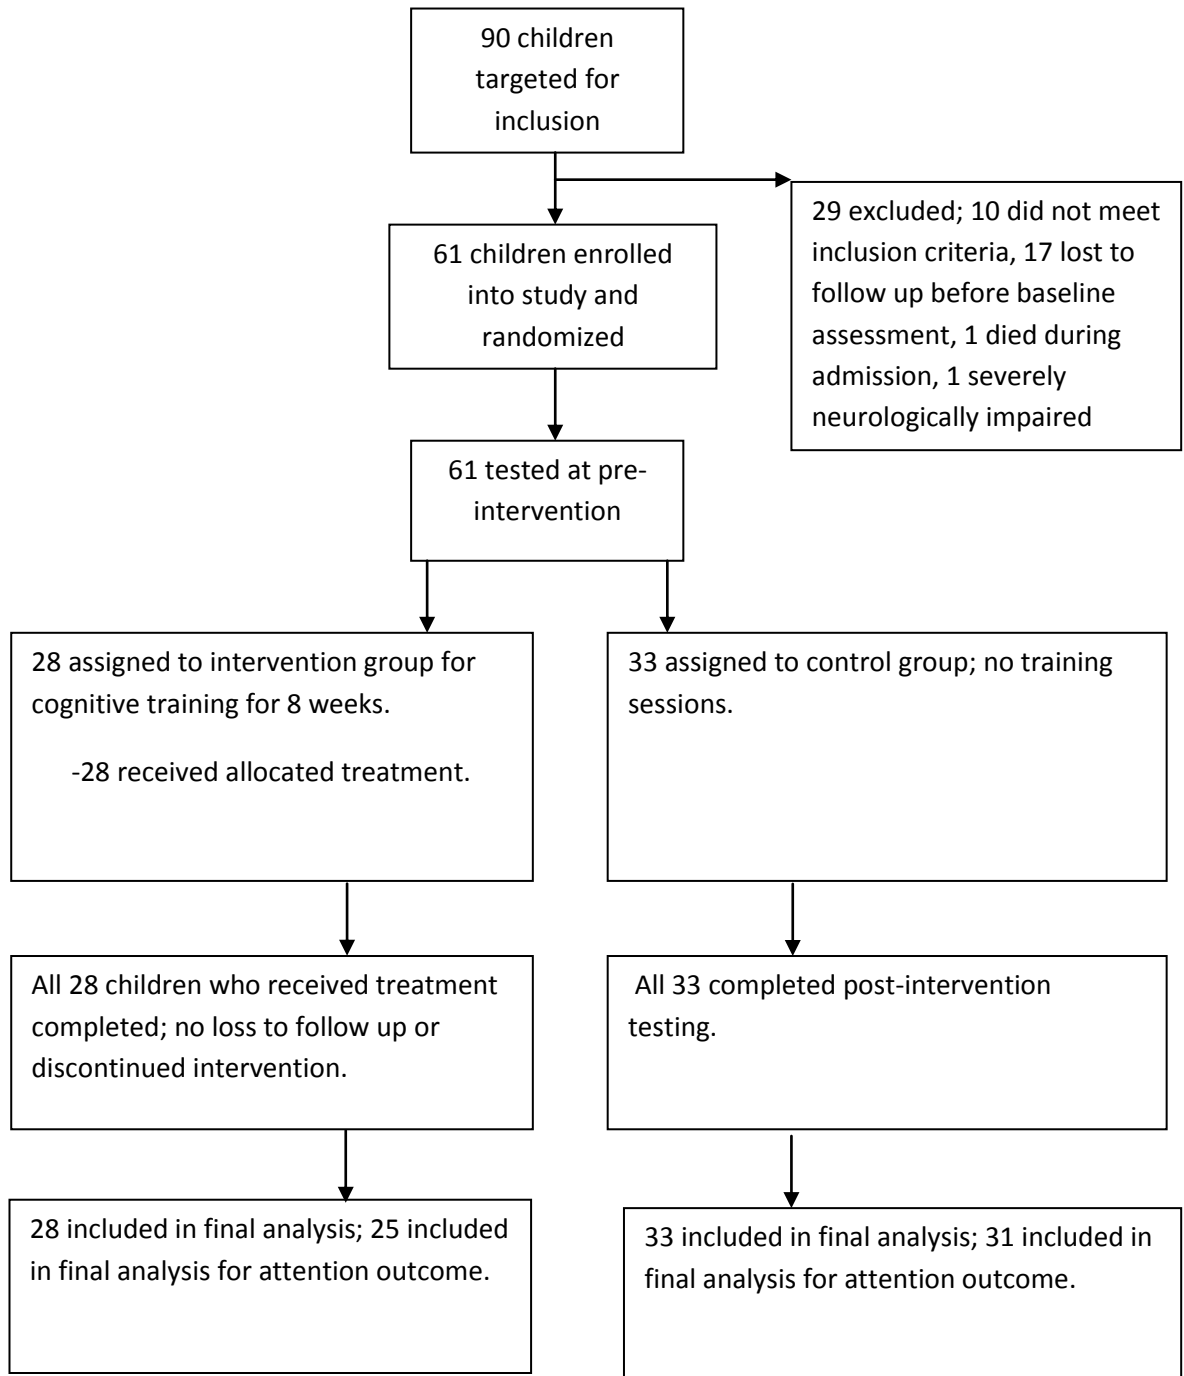 90 children
targeted for
inclusion
29 excluded; 10 did not meet
inclusion criteria, 17 lost to
follow up before baseline
assessment, 1 died during
admission, 1 severely
neurologically impaired
61 children enrolled
into study and
randomized
61 tested at pre-
intervention
28 assigned to intervention group for
cognitive training for 8 weeks.
-28 received allocated treatment.
33 assigned to control group; no training
sessions.
All 28 children who received treatment
completed; no loss to follow up or
discontinued intervention.
All 33 completed post-intervention
testing.
28 included in final analysis; 25 included
in final analysis for attention outcome.
33 included in final analysis; 31 included in
final analysis for attention outcome.